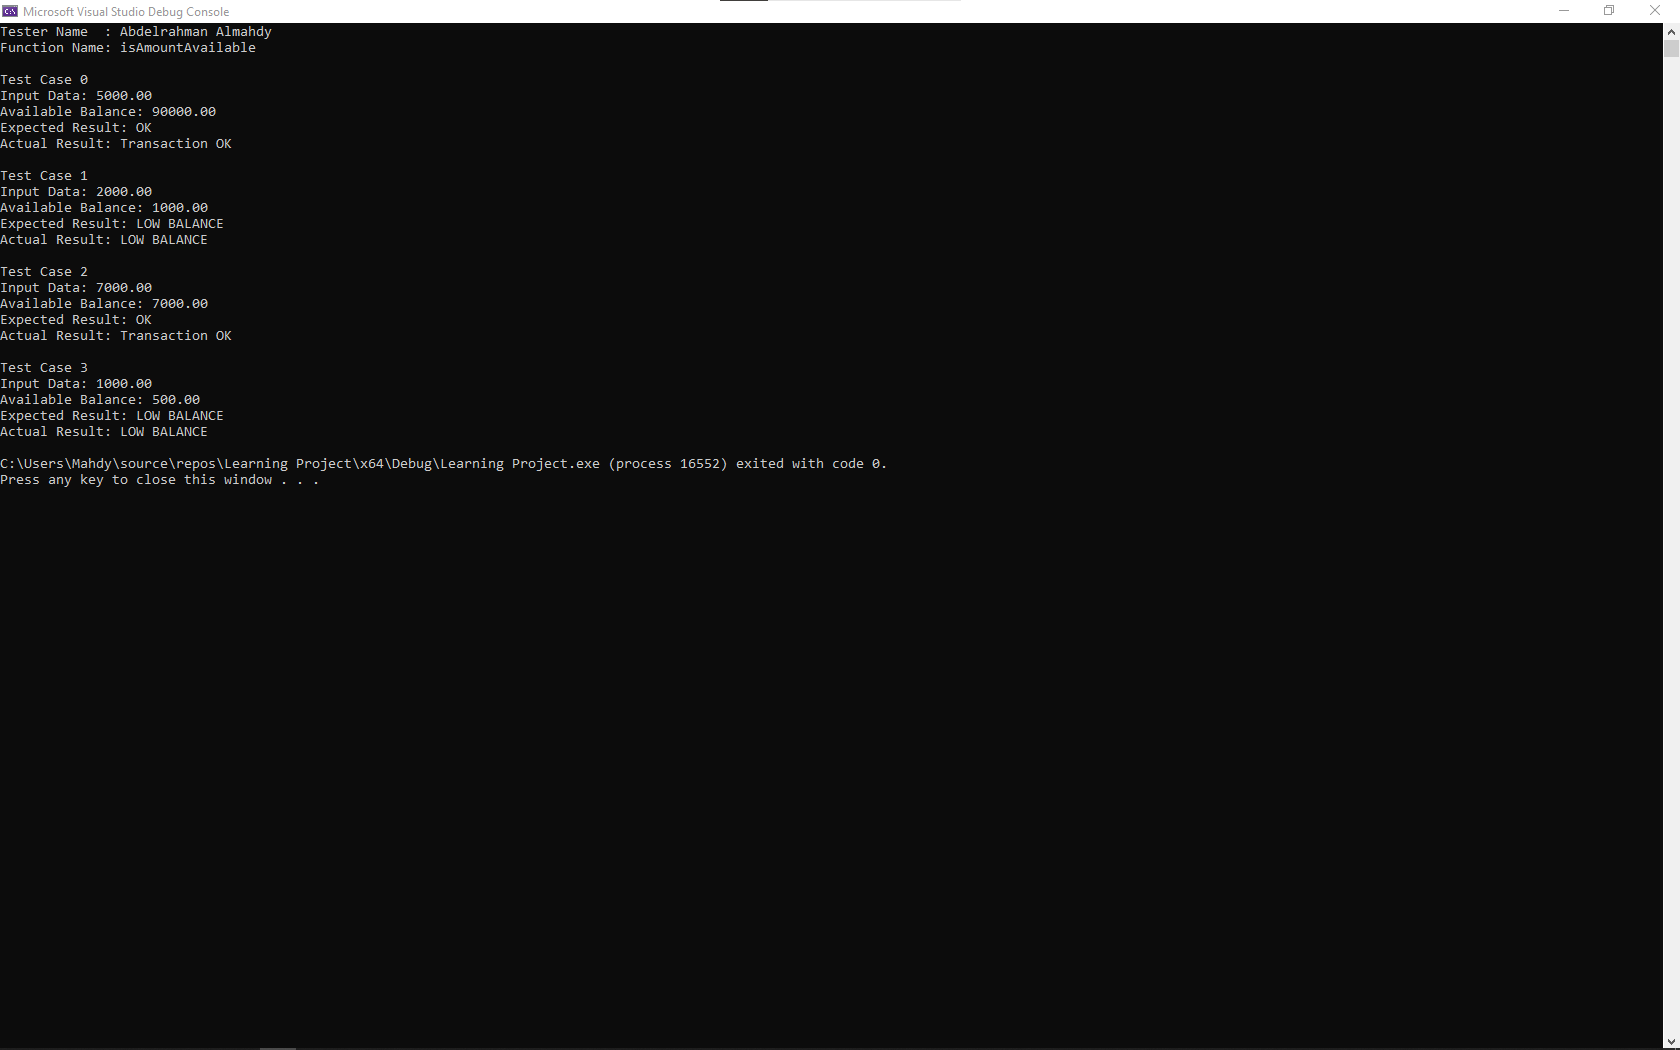 Microsoft Visual Studio Debug Console
Tester Name  : Abdelrahman Almahdy
Function Name: isAmountAvailable

Test Case 0
Input Data: 5000.00
Available Balance: 90000.00
Expected Result: OK
Actual Result: Transaction OK

Test Case 1
Input Data: 2000.00
Available Balance: 1000.00
Expected Result: LOW BALANCE
Actual Result: LOW BALANCE

Test Case 2
Input Data: 7000.00
Available Balance: 7000.00
Expected Result: OK
Actual Result: Transaction OK

Test Case 3
Input Data: 1000.00
Available Balance: 500.00
Expected Result: LOW BALANCE
Actual Result: LOW BALANCE

C:\Users\Mahdy\source\repos\Learning Project\x64\Debug\Learning Project.exe (process 16552) exited with code 0.
Press any key to close this window . . .